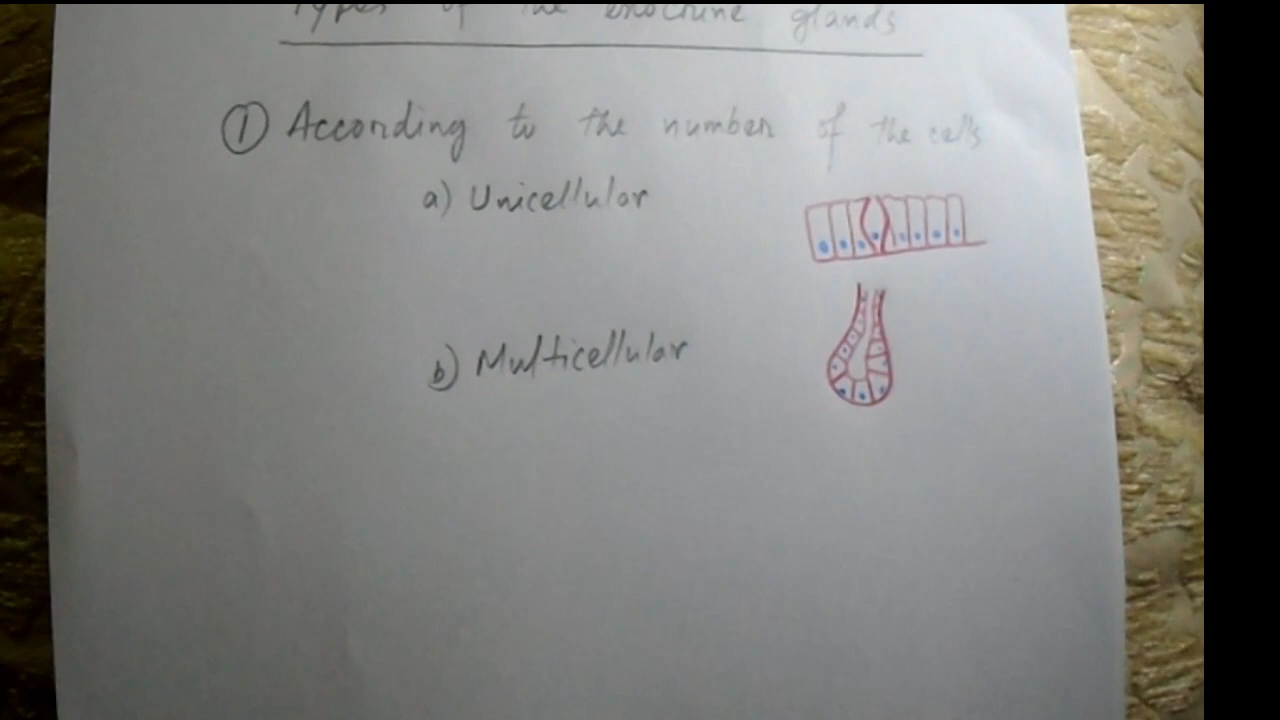 Types of the exocrine glands
① According to the number of the cells
a) Unicellular
b) Multicellular